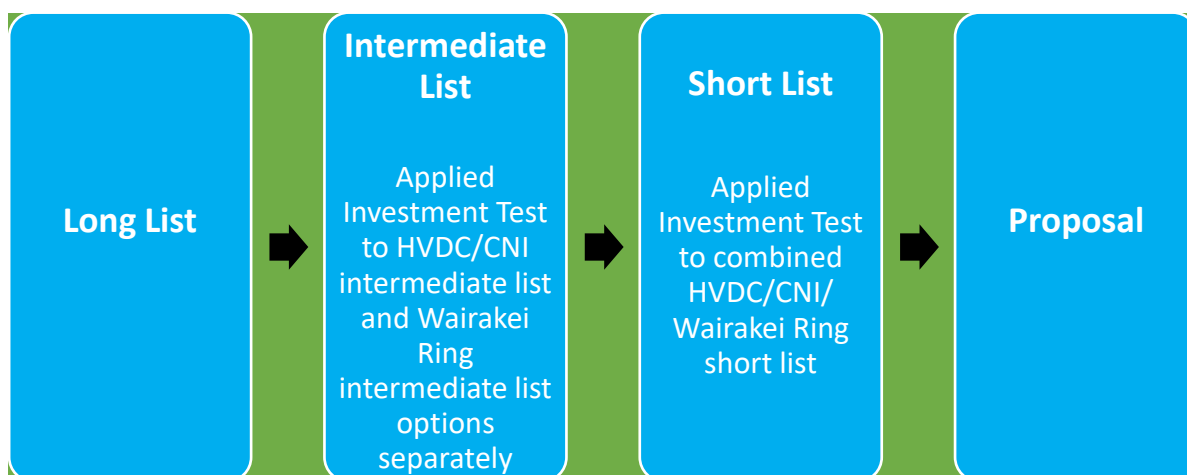 Long List
Intermediate
List
Applied
Investment Test
to HVDC/CNI
intermediate list
and Wairakei
Ring
intermediate list
options
separately
Short List
Applied
Investment Test
to combined
HVDC/CNI/
Wairakei Ring
short list
Proposal